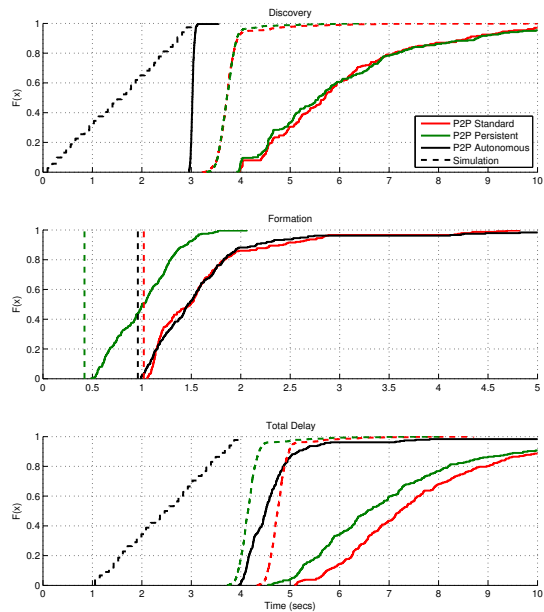 Discovery
F(x)
1
0.8
0.6
0.4
0.2
0
0 1 2 3 4 5 6 7 8 9 10
P2P Standard
P2P Persistent
P2P Autonomous
Simulation
Formation
F(x)
1
0.8
0.6
0.4
0.2
0
0 0.5 1 1.5 2 2.5 3 3.5 4 4.5 5
Total Delay
F(x)
1
0.8
0.6
0.4
0.2
0
0 1 2 3 4 5 6 7 8 9 10
Time (secs)